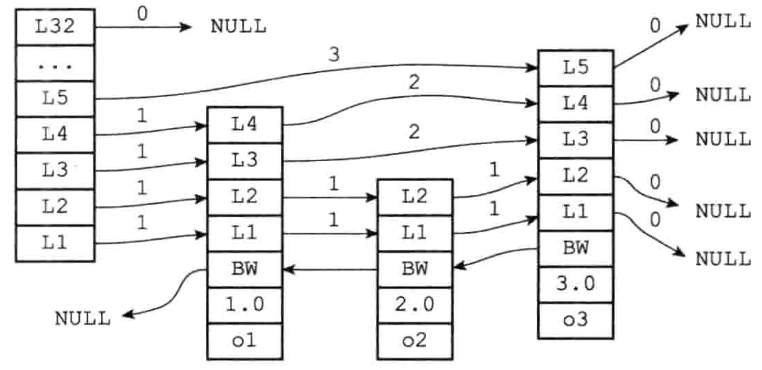 L32 0 NULL 0 NULL
...
L5 3 L5 0 NULL
L4 1 L4 2 L4 0 NULL
L3 1 L3 2 L3 0 NULL
L2 1 L2 1 L2 1 L2 0 NULL
L1 1 L1 1 L1 1 L1 0 NULL
BW BW BW
NULL 1.0 2.0 3.0
o1 o2 o3